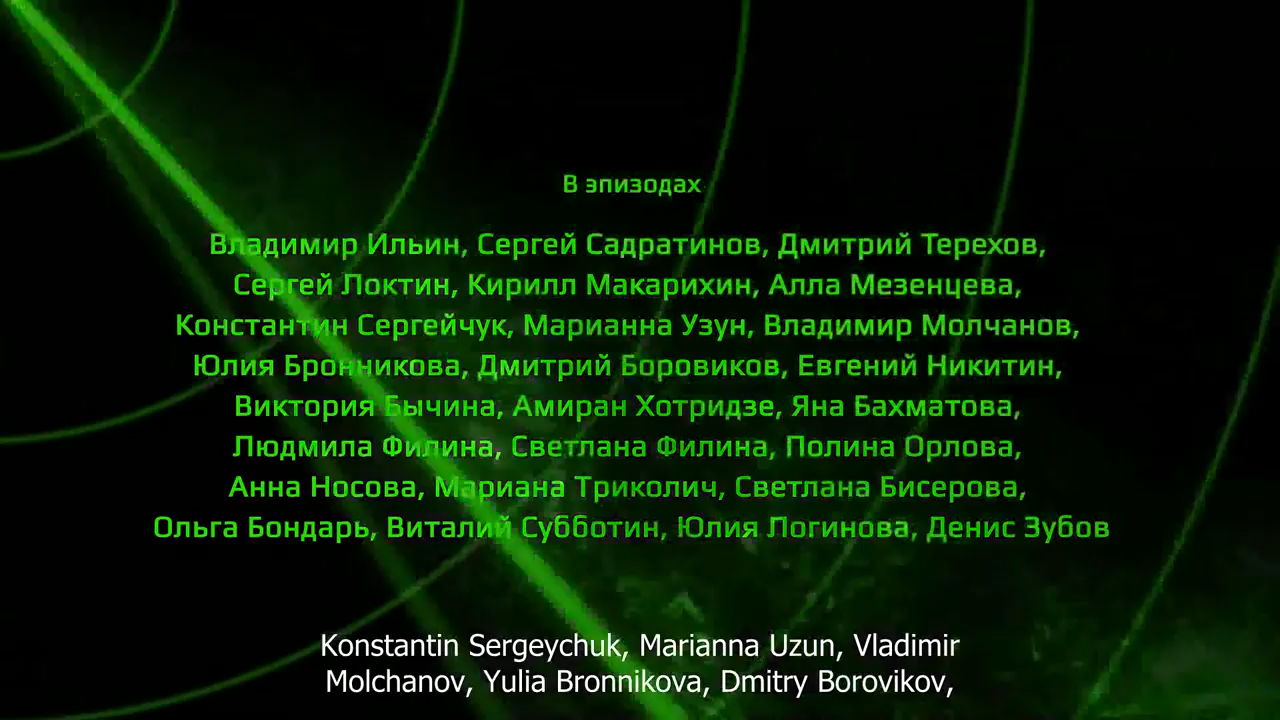 В эпизодах
Владимир Ильин, Сергей Садратинов, Дмитрий Терехов,
Сергей Локтин, Кирилл Макарихин, Алла Мезенцева,
Константин Сергейчук, Марианна Узун, Владимир Молчанов,
Юлия Бронникова, Дмитрий Боровиков, Евгений Никитин,
Виктория Бычина, Амиран Хотридзе, Яна Бахматова,
Людмила Филина, Светлана Филина, Полина Орлова,
Анна Носова, Мариана Триколич, Светлана Бисерова,
Ольга Бондарь, Виталий Субботин, Юлия Логинова, Денис Зубов
Konstantin Sergeychuk, Marianna Uzun, Vladimir
Molchanov, Yulia Bronnikova, Dmitry Borovikov,